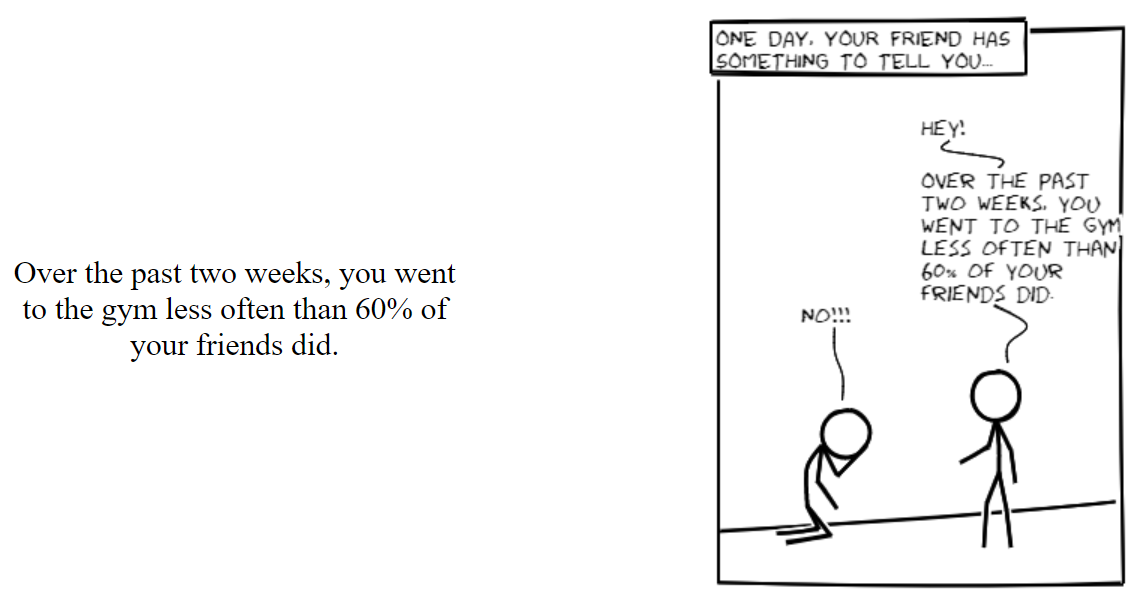 Over the past two weeks, you went
to the gym less often than 60% of
your friends did.
ONE DAY, YOUR FRIEND HAS
SOMETHING TO TELL YOU...
HEY!
OVER THE PAST
TWO WEEKS, YOU
WENT TO THE GYM
LESS OFTEN THAN
60% OF YOUR
FRIENDS DID.
NO!!!